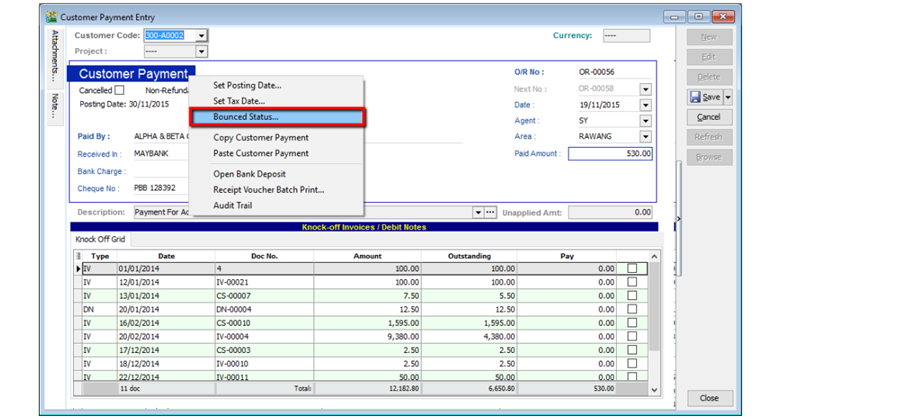 Customer Payment Entry
Attachments...
Note...
Customer Code: 300-A0002
Currency: ----
Project : ----
Customer Payment
Cancelled Non-Refunda
Posting Date: 30/11/2015
Paid By : ALPHA & BETA
Received In : MAYBANK
Bank Charge :
Cheque No : PBB 128392
Set Posting Date...
Set Tax Date...
Bounced Status...
Copy Customer Payment
Paste Customer Payment
Open Bank Deposit
Receipt Voucher Batch Print...
Audit Trail
O/R No : OR-00056
Next No : OR-00058
Date : 19/11/2015
Agent : SY
Area : RAWANG
Paid Amount : 530.00
Description: Payment For Ac
Unapplied Amt: 0.00
Knock-off Invoices / Debit Notes
Knock Off Grid
Type Date Doc No. Amount Outstanding Pay
IV 01/01/2014 4 100.00 100.00 0.00
IV 12/01/2014 IV-00021 100.00 100.00 0.00
IV 13/01/2014 CS-00007 7.50 5.50 0.00
DN 20/01/2014 DN-00004 12.50 12.50 0.00
IV 16/02/2014 CS-00010 1,595.00 1,595.00 0.00
IV 20/02/2014 IV-00004 9,380.00 4,380.00 0.00
IV 17/12/2014 CS-00003 2.50 2.50 0.00
IV 18/12/2014 IV-00010 2.50 2.50 0.00
IV 22/12/2014 IV-00011 50.00 50.00 0.00
11 doc Total: 12,182.80 6,650.80 530.00
New
Edit
Delete
Save
Cancel
Refresh
Browse
Close